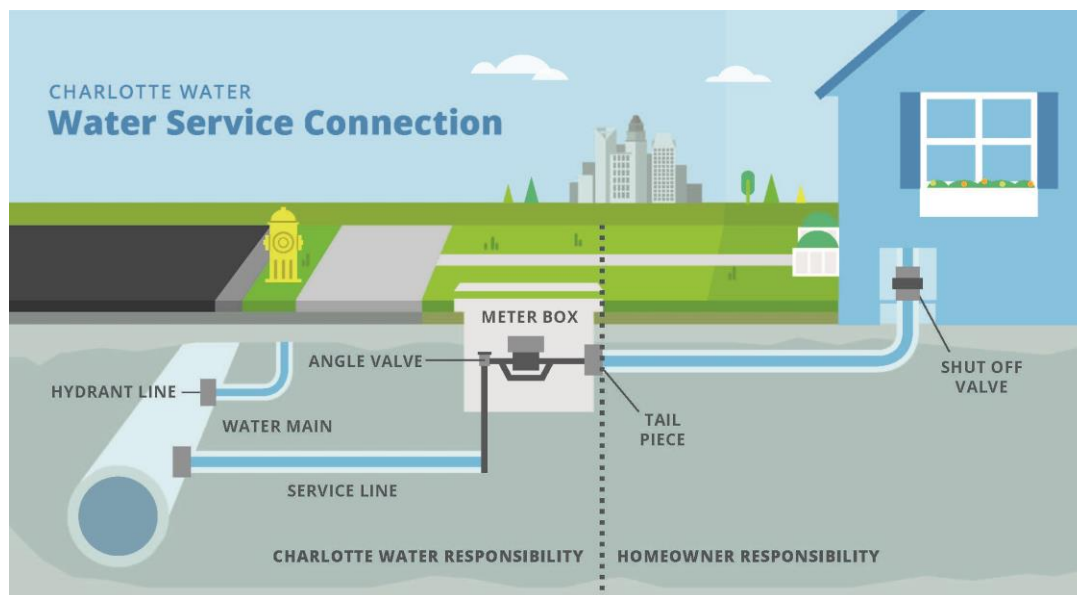 CHARLOTTE WATER
Water Service Connection
METER BOX
ANGLE VALVE
HYDRANT LINE
SHUT OFF
VALVE
TAIL
PIECE
WATER MAIN
SERVICE LINE
CHARLOTTE WATER RESPONSIBILITY
HOMEOWNER RESPONSIBILITY